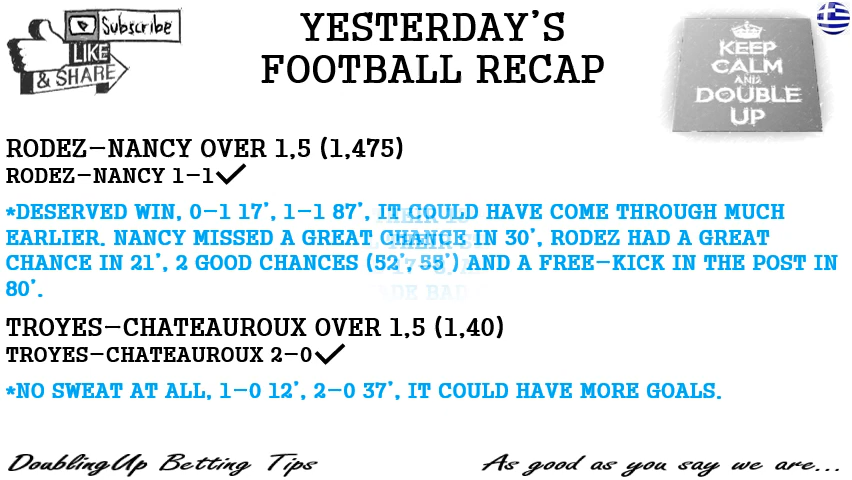 Subscribe
LIKE
& SHARE
YESTERDAY'S
FOOTBALL RECAP
KEEP
CALM
AND
DOUBLE
UP
RODEZ-NANCY OVER 1,5 (1,475)
RODEZ-NANCY 1-1✓
*DESERVED WIN, 0-1 17', 1-1 87', IT COULD HAVE COME THROUGH MUCH
EARLIER. NANCY MISSED A GREAT CHANCE IN 30', RODEZ HAD A GREAT
CHANCE IN 21', 2 GOOD CHANCES (52', 55') AND A FREE-KICK IN THE POST IN
80'.
TROYES-CHATEAUROUX OVER 1,5 (1,40)
TROYES-CHATEAUROUX 2-0✓
*NO SWEAT AT ALL, 1-0 12', 2-0 37', IT COULD HAVE MORE GOALS.
DoublingUp Betting Tips
As good as you say we are...